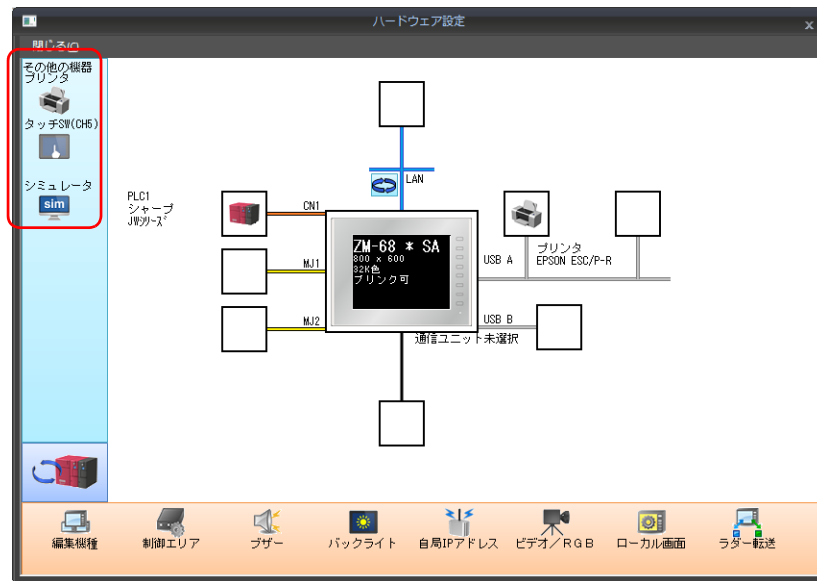 ハードウェア設定
x
閉じる(C)
その他の機器
プリンタ
タッチSW(CH5)
シミュレータ
sim
LAN
PLC1
シャープ
JWｼﾘｰｽﾞ
CN1
MJ1
MJ2
ZM-68 * SA
800 x 600
32K色
ブリンク可
USB A
プリンタ
EPSON ESC/P-R
USB B
通信ユニット未選択
編集機種
制御エリア
ブザー
バックライト
自局IPアドレス
ビデオ／RGB
ローカル画面
ラダー転送